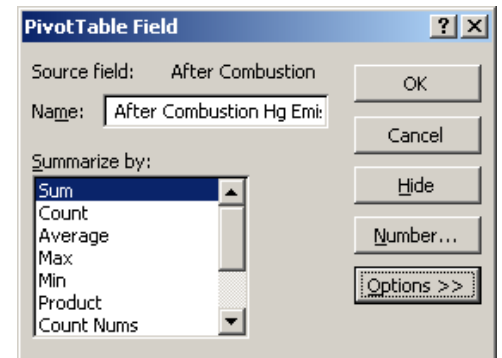 PivotTable Field
Source field: After Combustion
Name: After Combustion Hg Emi
Summarize by:
Sum
Count
Average
Max
Min
Product
Count Nums
OK
Cancel
Hide
Number...
Options >>